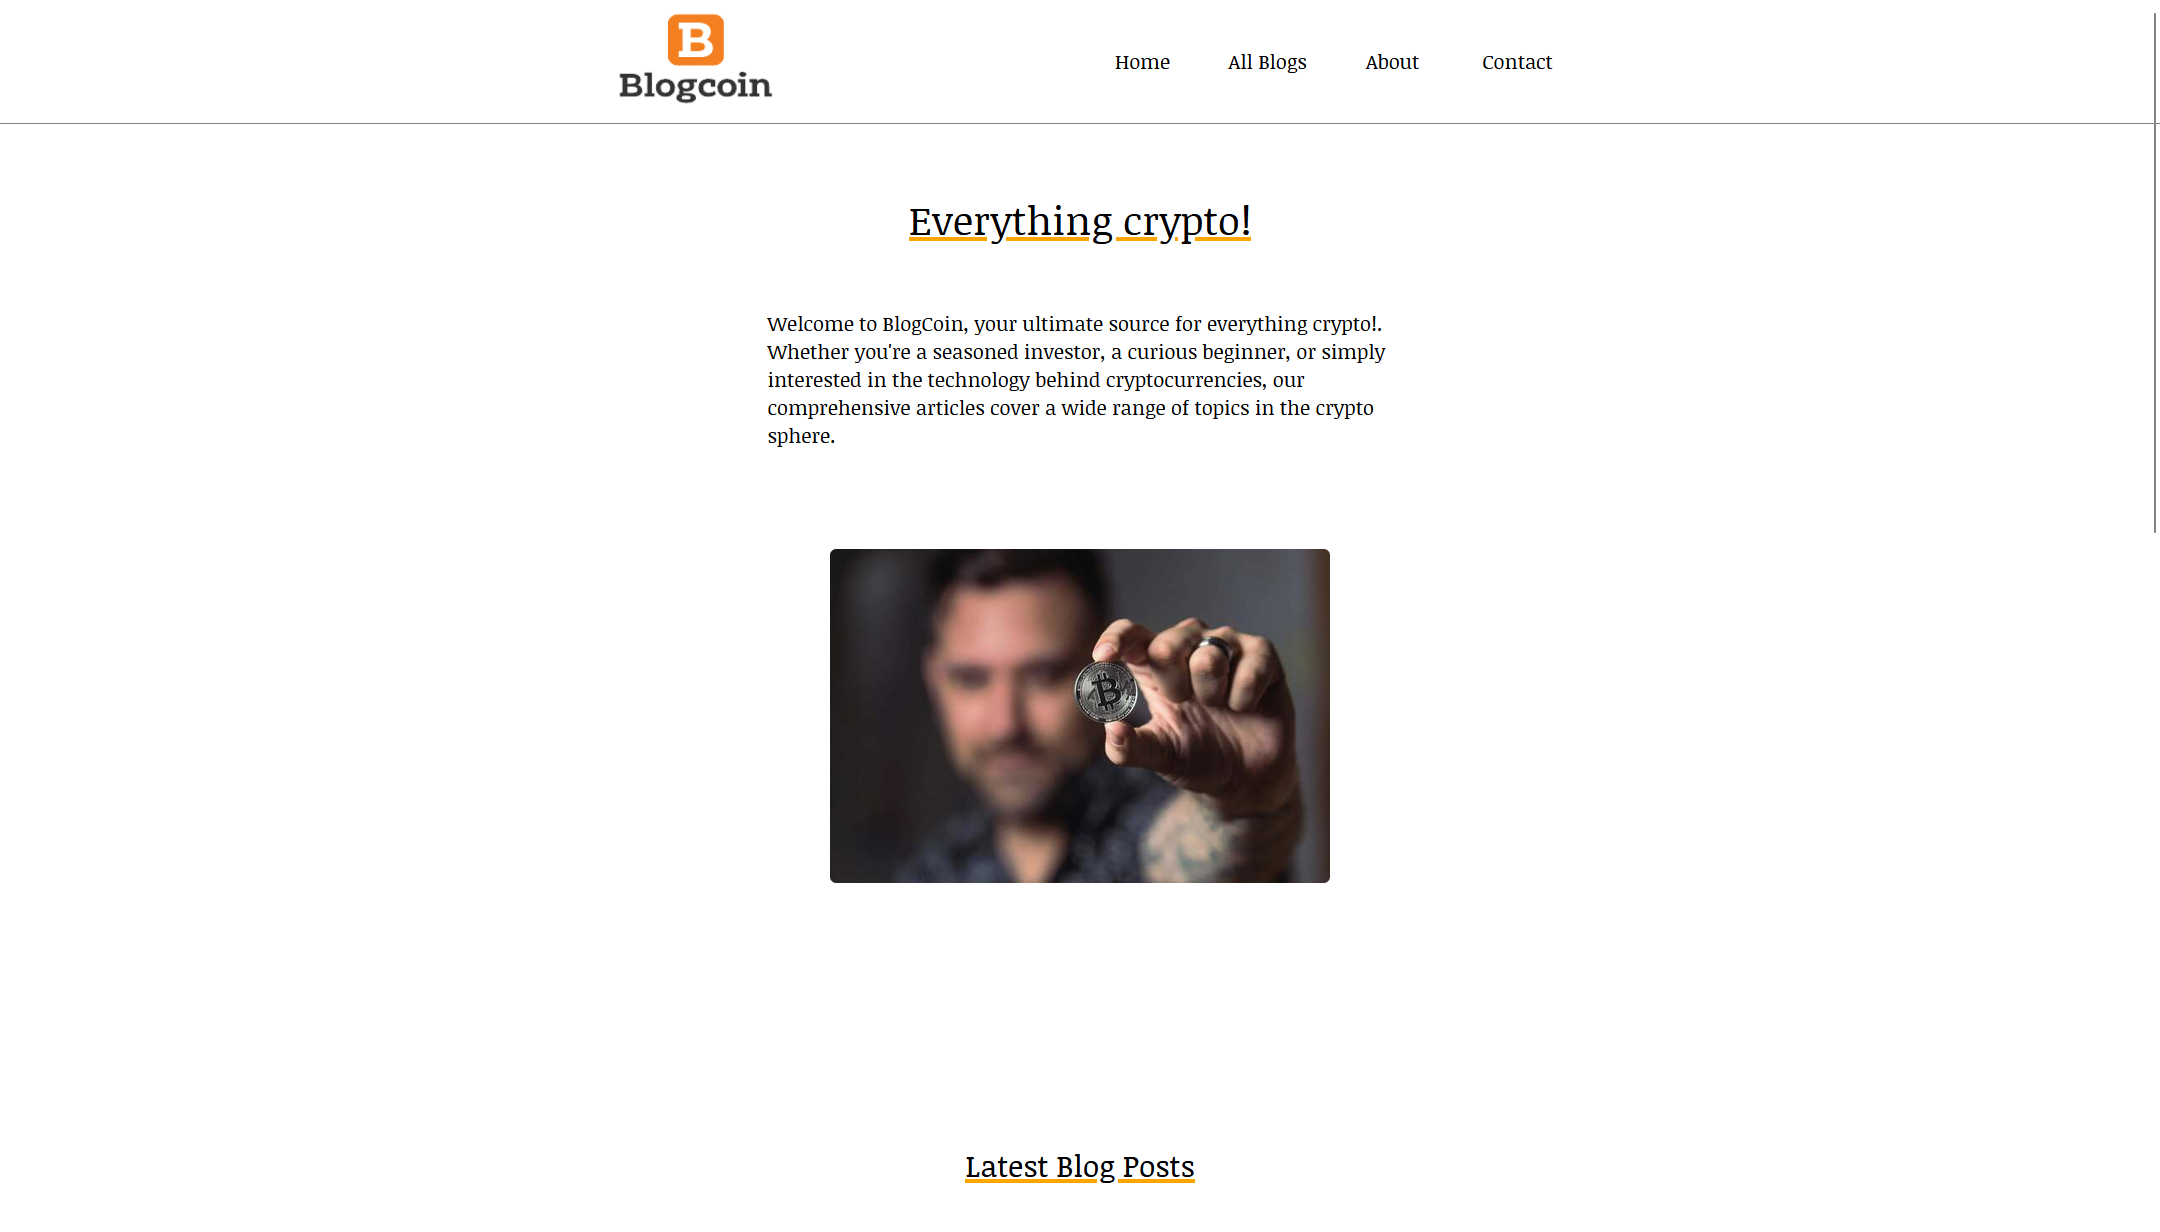 B
Blogcoin
Home
All Blogs
About
Contact
Everything crypto!
Welcome to BlogCoin, your ultimate source for everything crypto!.
Whether you're a seasoned investor, a curious beginner, or simply
interested in the technology behind cryptocurrencies, our
comprehensive articles cover a wide range of topics in the crypto
sphere.
Latest Blog Posts